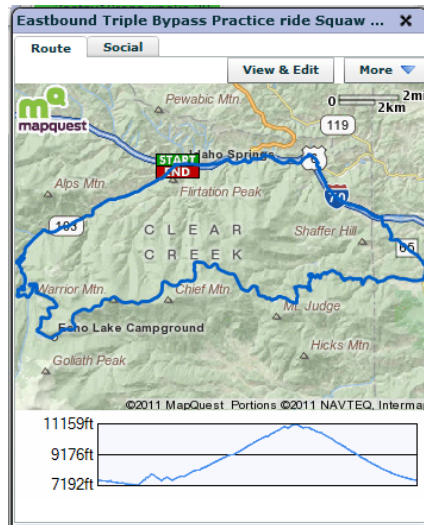 Eastbound Triple Bypass Practice ride Squaw ...
Route Social
View & Edit More
Pewabic Mtn.
0 2mi
2km
119
mapquest
START
END
Idaho Springs
6
Flirtation Peak
Alps Mtn
70
103
CLEAR
CREEK
Shaffer Hill
65
Warrior Mtn.
Chief Mtn.
Mt. Judge
Echo Lake Campground
Hicks Mtn
Goliath Peak
©2011 MapQuest Portions ©2011 NAVTEQ, Intermap
11159ft
9176ft
7192ft